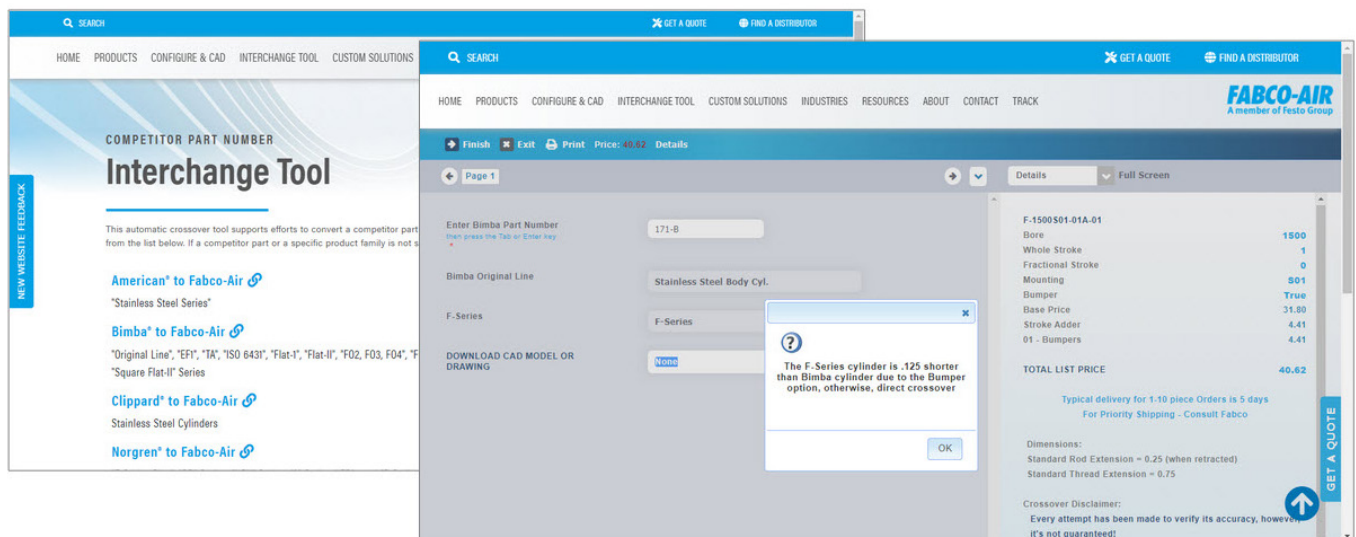 SEARCH
GET A QUOTE
FIND A DISTRIBUTOR
HOME PRODUCTS CONFIGURE & CAD INTERCHANGE TOOL CUSTOM SOLUTIONS
COMPETITOR PART NUMBER
Interchange Tool
This automatic crossover tool supports efforts to convert a competitor part
from the list below. If a competitor part or a specific product family is not s
American® to Fabco-Air
"Stainless Steel Series"
Bimba® to Fabco-Air
"Original Line", "EF1", "TA", "ISO 6431", "Flat-1", "Flat-II", "F02, F03, F04", "F
"Square Flat-II" Series
Clippard® to Fabco-Air
Stainless Steel Cylinders
Norgren® to Fabco-Air
NEW WEBSITE FEEDBACK
SEARCH
GET A QUOTE
FIND A DISTRIBUTOR
HOME PRODUCTS CONFIGURE & CAD INTERCHANGE TOOL CUSTOM SOLUTIONS INDUSTRIES RESOURCES ABOUT CONTACT TRACK
FABCO-AIR
A member of Festo Group
Finish Exit Print Price: 40.62 Details
Page 1
Details
Full Screen
Enter Bimba Part Number
then press the Tab or Enter key
*
171-B
Bimba Original Line
Stainless Steel Body Cyl.
F-Series
F-Series
DOWNLOAD CAD MODEL OR
DRAWING
None
The F-Series cylinder is .125 shorter
than Bimba cylinder due to the Bumper
option, otherwise, direct crossover
OK
F-1500S01-01A-01
Bore 1500
Whole Stroke 1
Fractional Stroke 0
Mounting S01
Bumper True
Base Price 31.80
Stroke Adder 4.41
01 - Bumpers 4.41
TOTAL LIST PRICE 40.62
Typical delivery for 1-10 piece Orders is 5 days
For Priority Shipping - Consult Fabco
Dimensions:
Standard Rod Extension = 0.25 (when retracted)
Standard Thread Extension = 0.75
Crossover Disclaimer:
Every attempt has been made to verify its accuracy, however,
it's not guaranteed!
GET A QUOTE